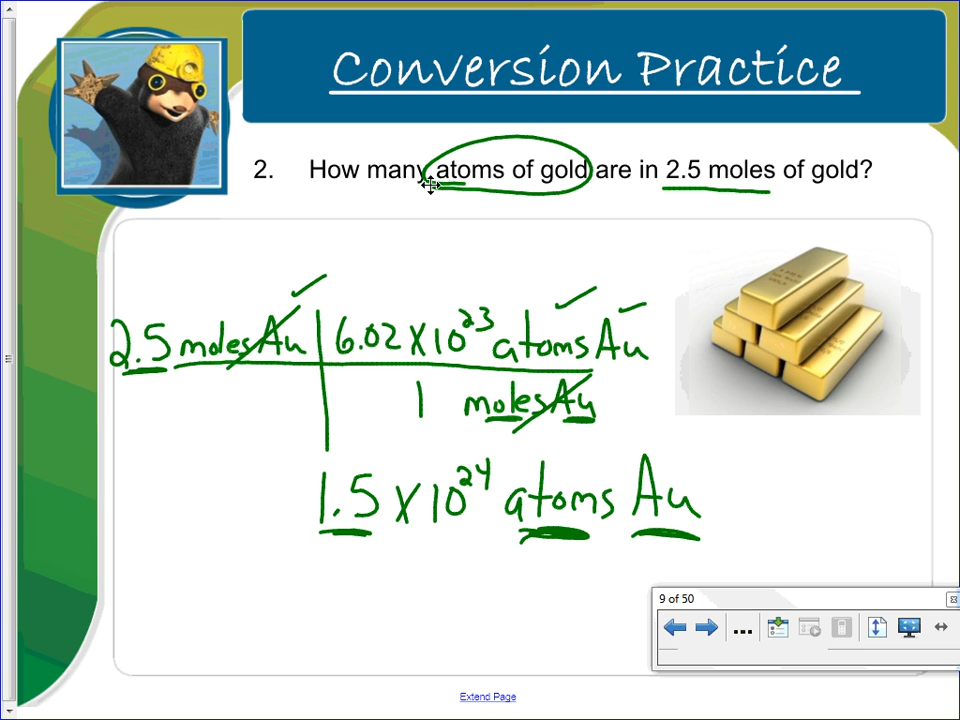 Conversion Practice
2. How many atoms of gold are in 2.5 moles of gold?
2.5 moles Au | 6.02 x 10^23 atoms Au
1 moles Au
1.5 x 10^24 atoms Au
9 of 50
...
Extend Page